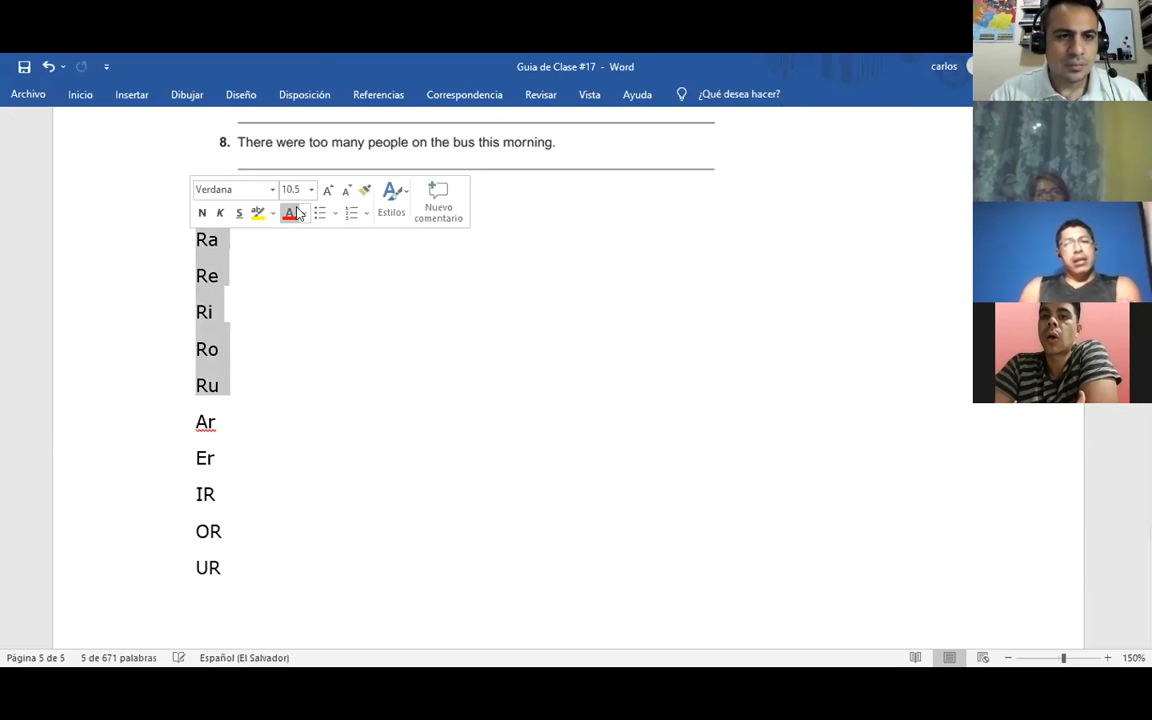 Guia de Clase #17 - Word
carlos
Archivo
Inicio
Insertar
Dibujar
Diseño
Disposición
Referencias
Correspondencia
Revisar
Vista
Ayuda
¿Qué desea hacer?
8. There were too many people on the bus this morning.
Verdana
10.5
N K S
Estilos
Nuevo
comentario
Ra
Re
Ri
Ro
Ru
Ar
Er
IR
OR
UR
Página 5 de 5
5 de 671 palabras
Español (El Salvador)
150%